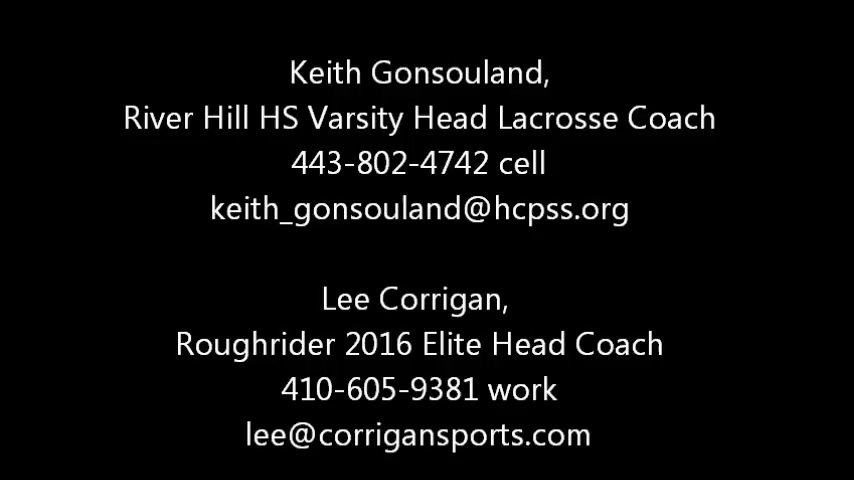 Keith Gonsouland,
River Hill HS Varsity Head Lacrosse Coach
443-802-4742 cell
keith_gonsouland@hcpss.org
Lee Corrigan,
Roughrider 2016 Elite Head Coach
410-605-9381 work
lee@corrigansports.com